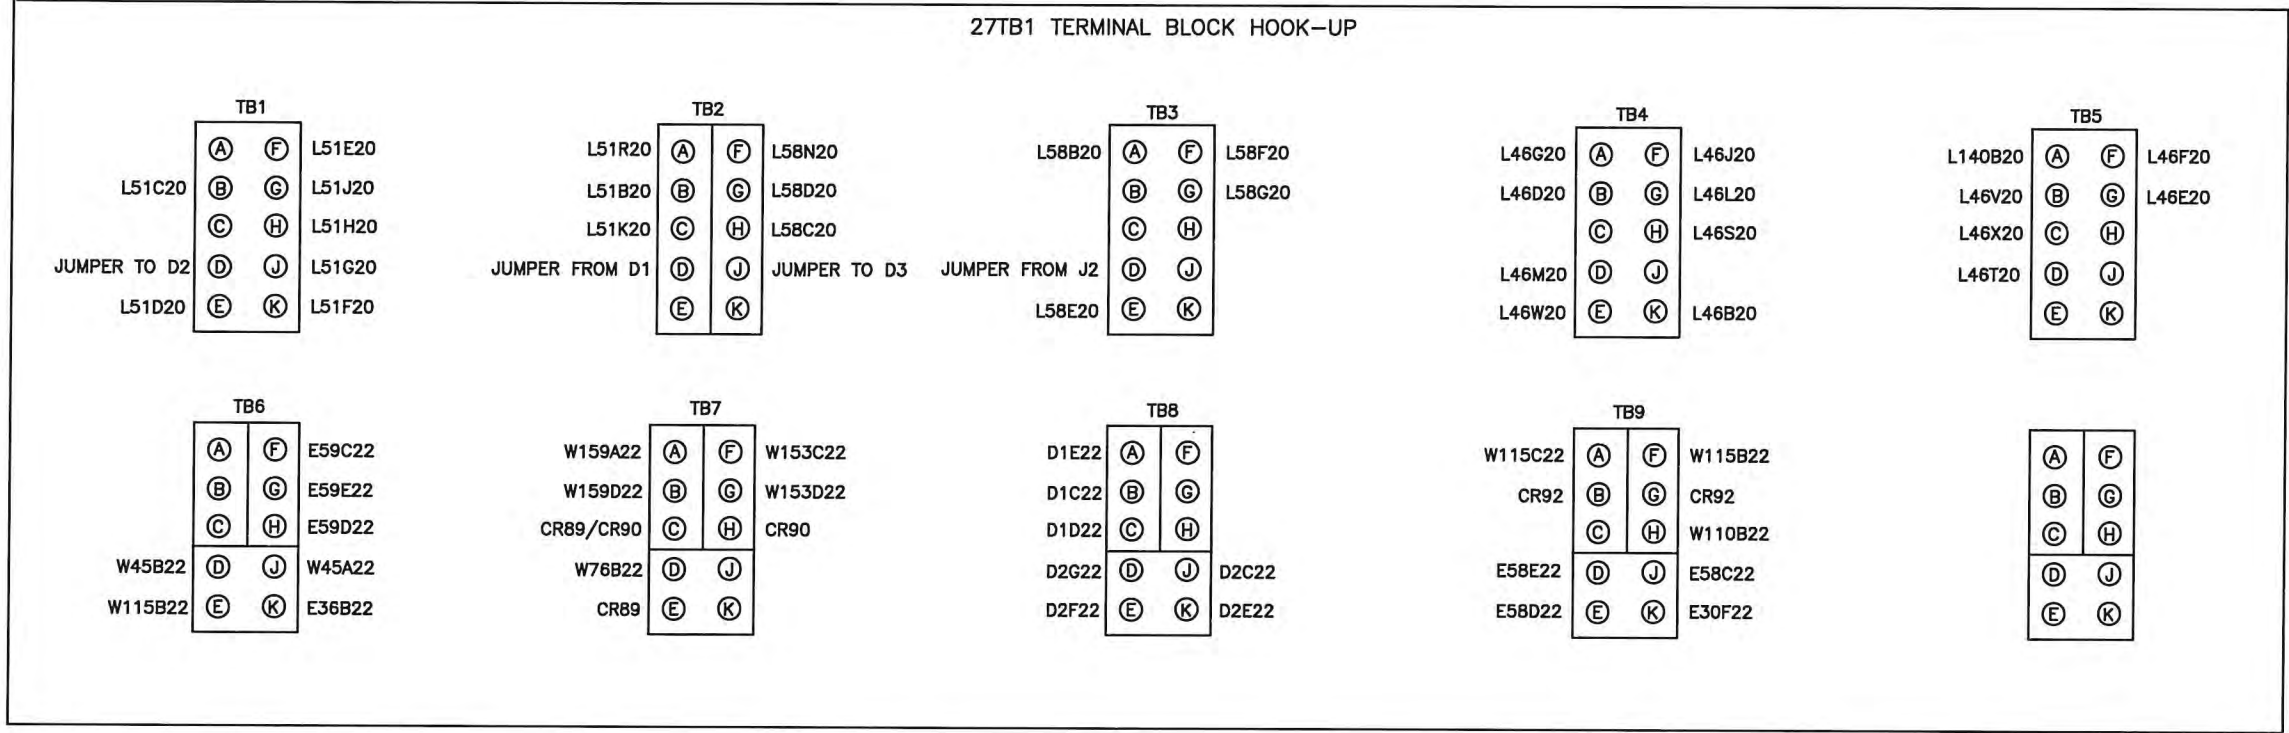 27TB1 TERMINAL BLOCK HOOK-UP
TB1
A F L51E20
L51C20 B G L51J20
C H L51H20
JUMPER TO D2 D J L51G20
L51D20 E K L51F20
TB2
L51R20 A F L58N20
L51B20 B G L58D20
L51K20 C H L58C20
JUMPER FROM D1 D J JUMPER TO D3
E K
TB3
L58B20 A F L58F20
B G L58G20
C H
JUMPER FROM J2 D J
L58E20 E K
TB4
L46G20 A F L46J20
L46D20 B G L46L20
C H L46S20
L46M20 D J
L46W20 E K L46B20
TB5
L140B20 A F L46F20
L46V20 B G L46E20
L46X20 C H
L46T20 D J
E K
TB6
A F E59C22
B G E59E22
C H E59D22
W45B22 D J W45A22
W115B22 E K E36B22
TB7
W159A22 A F W153C22
W159D22 B G W153D22
CR89/CR90 C H CR90
W76B22 D J
CR89 E K
TB8
D1E22 A F
D1C22 B G
D1D22 C H
D2G22 D J D2C22
D2F22 E K D2E22
TB9
W115C22 A F W115B22
CR92 B G CR92
C H W110B22
E58E22 D J E58C22
E58D22 E K E30F22
A F
B G
C H
D J
E K